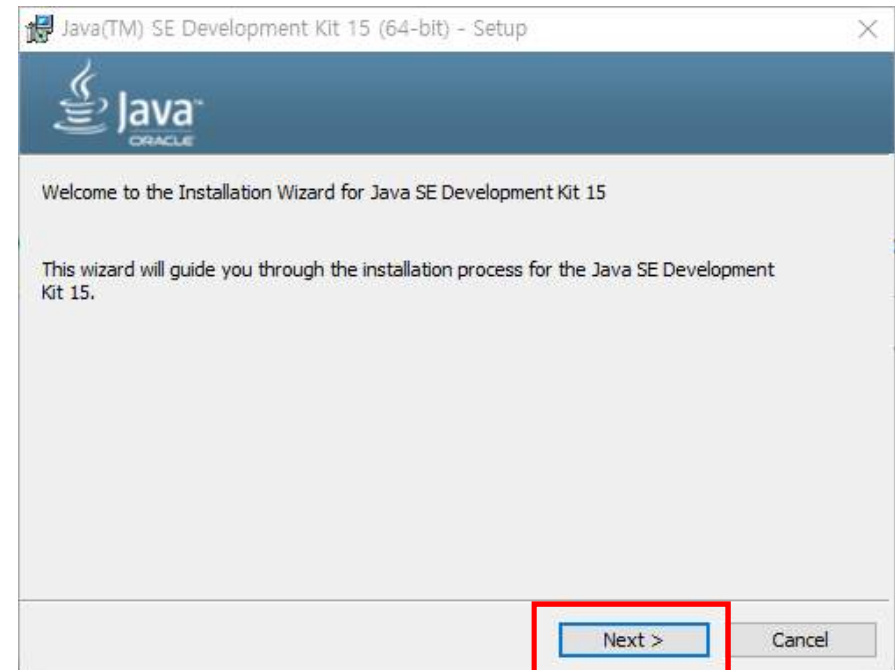 Java(TM) SE Development Kit 15 (64-bit) - Setup
Java™
ORACLE
Welcome to the Installation Wizard for Java SE Development Kit 15
This wizard will guide you through the installation process for the Java SE Development
Kit 15.
Next >
Cancel